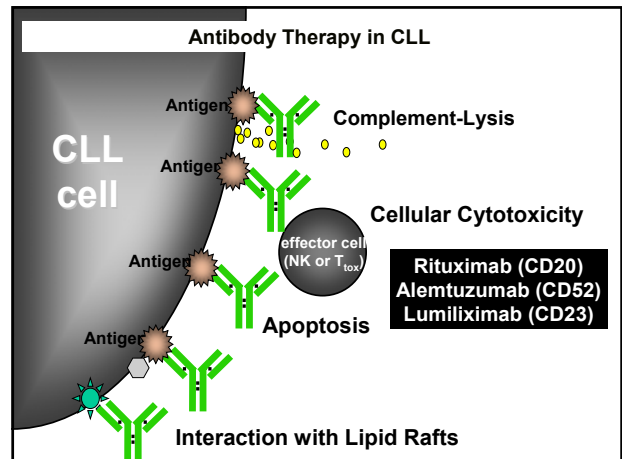 Antibody Therapy in CLL
Antigen
Complement-Lysis
CLL
cell
Antigen
Cellular Cytotoxicity
effector cell
(NK or Ttox)
Rituximab (CD20)
Alemtuzumab (CD52)
Lumiliximab (CD23)
Antigen
Apoptosis
Antigen
Interaction with Lipid Rafts